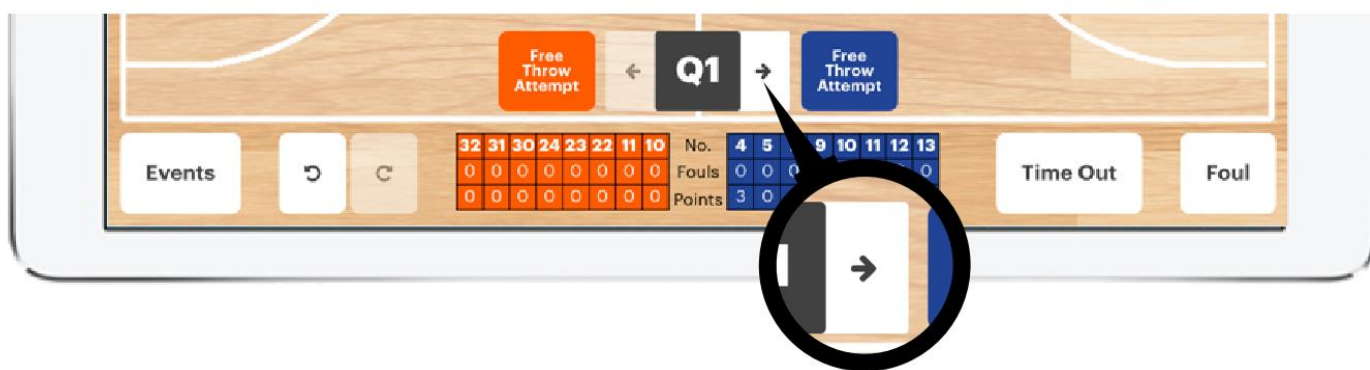 Free
Throw
Attempt
Q1
Free
Throw
Attempt
Events
32 31 30 24 23 22 11 10 No. 4 5 9 10 11 12 13
0 0 0 0 0 0 0 0 Fouls 0 0 0 0
0 0 0 0 0 0 0 0 Points 3 0
Time Out
Foul